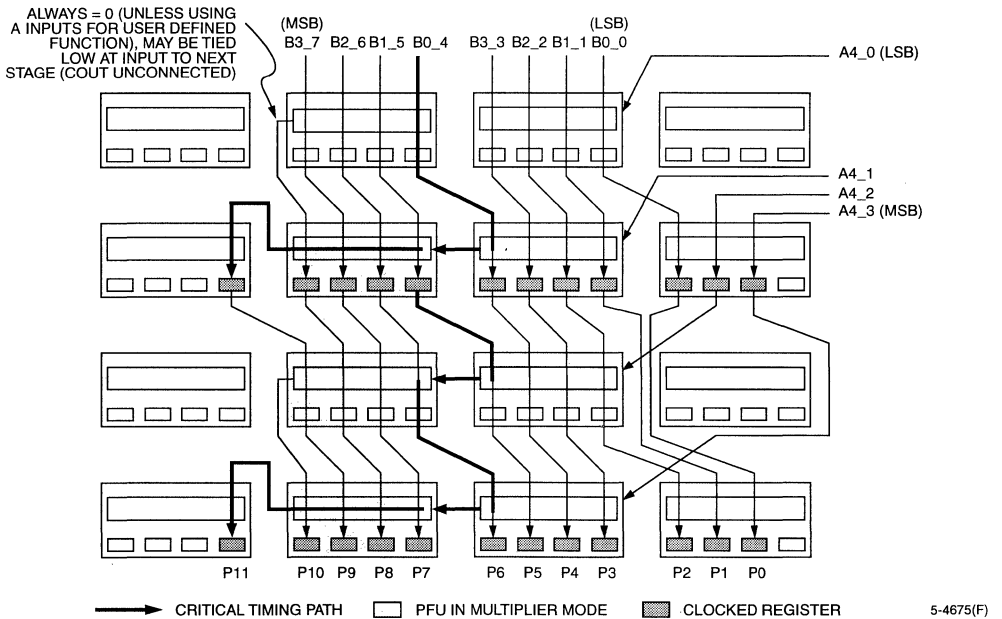 ALWAYS = 0 (UNLESS USING
A INPUTS FOR USER DEFINED
FUNCTION), MAY BE TIED
LOW AT INPUT TO NEXT
STAGE (COUT UNCONNECTED)
(MSB) (LSB)
B3_7 B2_6 B1_5 B0_4 B3_3 B2_2 B1_1 B0_0
A4_0 (LSB)
A4_1
A4_2
A4_3 (MSB)
P11 P10 P9 P8 P7 P6 P5 P4 P3 P2 P1 P0
CRITICAL TIMING PATH PFU IN MULTIPLIER MODE CLOCKED REGISTER 5-4675(F)